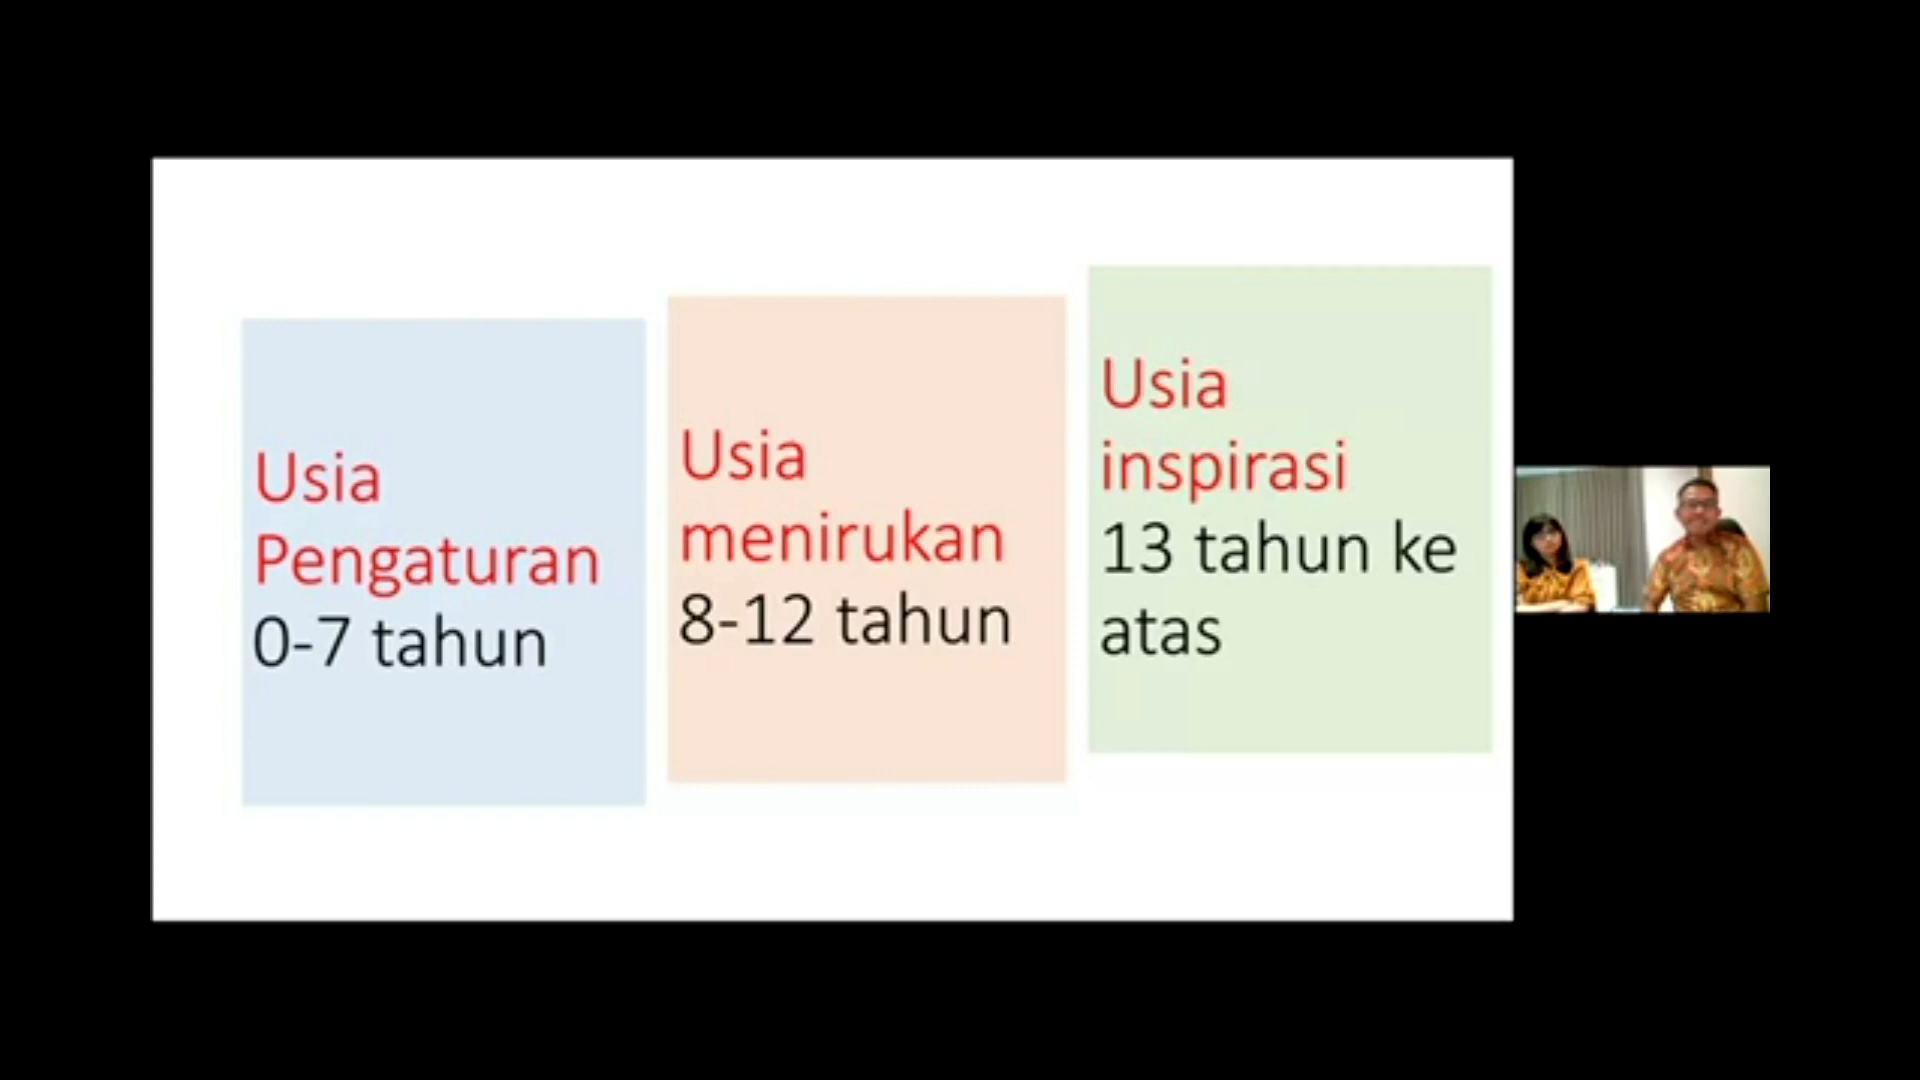 Usia
Pengaturan
0-7 tahun
Usia
menirukan
8-12 tahun
Usia
inspirasi
13 tahun ke
atas